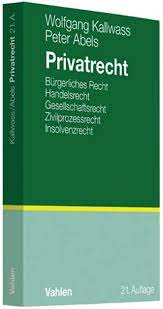 Wolfgang Kallwass
Peter Abels
Privatrecht
Bürgerliches Recht
Handelsrecht
Gesellschaftsrecht
Zivilprozessrecht
Insolvenzrecht
Vahlen
21. Auflage
Kallwass/Abels Privatrecht 21. A.
Vahlen